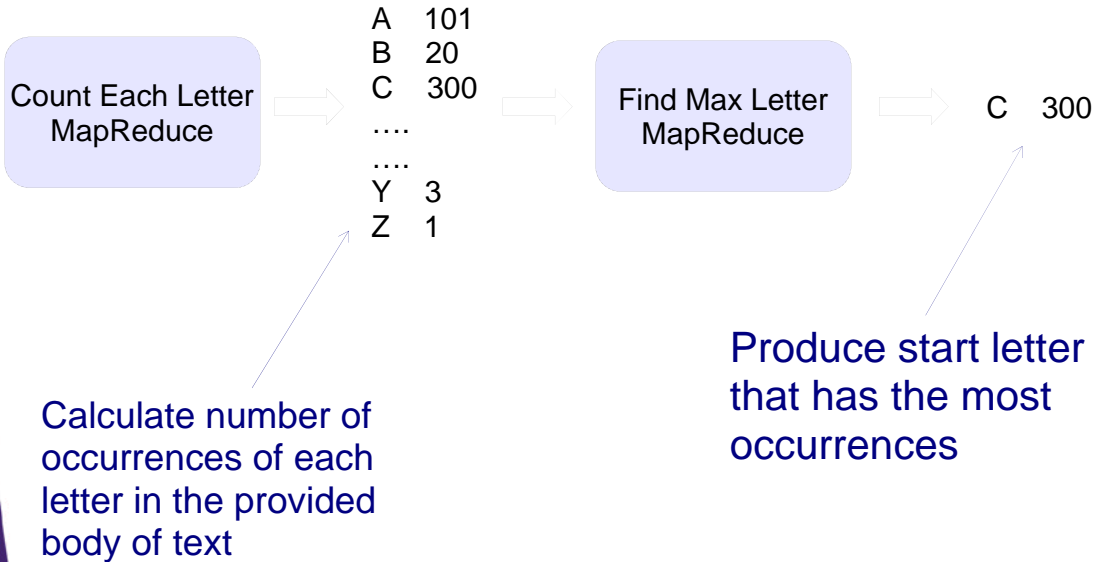 Count Each Letter
MapReduce
A 101
B 20
C 300
....
....
Y 3
Z 1
Find Max Letter
MapReduce
C 300
Calculate number of
occurrences of each
letter in the provided
body of text
Produce start letter
that has the most
occurrences